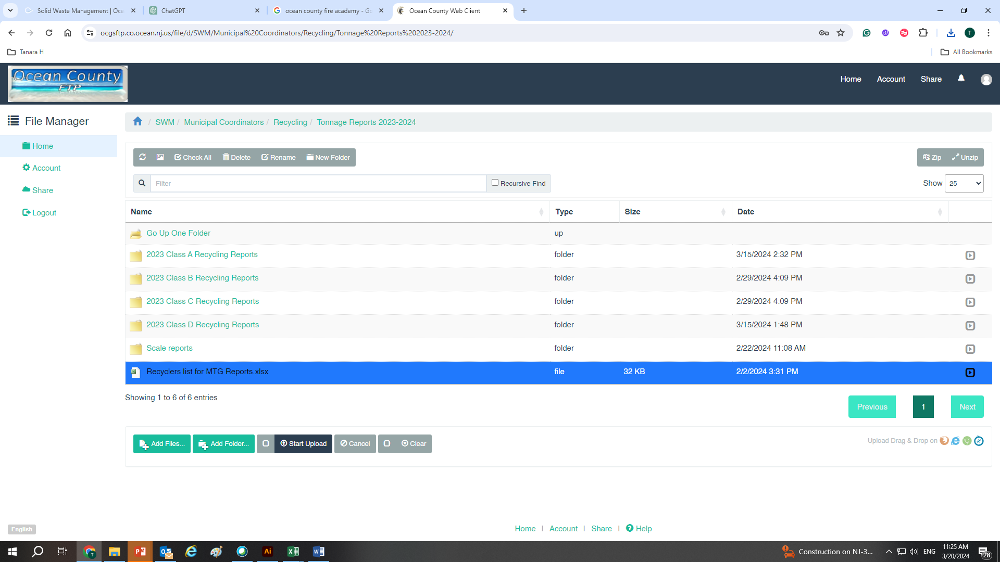 Solid Waste Management | Oce
ChatGPT
ocean county fire academy - Go
Ocean County Web Client
ocgsftp.co.ocean.nj.us/file/d/SWM/Municipal%20Coordinators/Recycling/Tonnage%20Reports%202023-2024/
T
Tanara H
All Bookmarks
Ocean County
FTP
Home
Account
Share
File Manager
Home
Account
Share
Logout
/ SWM / Municipal Coordinators / Recycling / Tonnage Reports 2023-2024
Check All
Delete
Rename
New Folder
Zip
Unzip
Filter
Recursive Find
Show
25
Name
Type
Size
Date
Go Up One Folder up
2023 Class A Recycling Reports folder 3/15/2024 2:32 PM
2023 Class B Recycling Reports folder 2/29/2024 4:09 PM
2023 Class C Recycling Reports folder 2/29/2024 4:09 PM
2023 Class D Recycling Reports folder 3/15/2024 1:48 PM
Scale reports folder 2/22/2024 11:08 AM
Recyclers list for MTG Reports.xlsx file 32 KB 2/2/2024 3:31 PM
Showing 1 to 6 of 6 entries
Previous
1
Next
Add Files...
Add Folder...
Start Upload
Cancel
Clear
Upload Drag & Drop on
English
Home | Account | Share | Help
Ai
Construction on NJ-3...
ENG
11:25 AM
3/20/2024
28